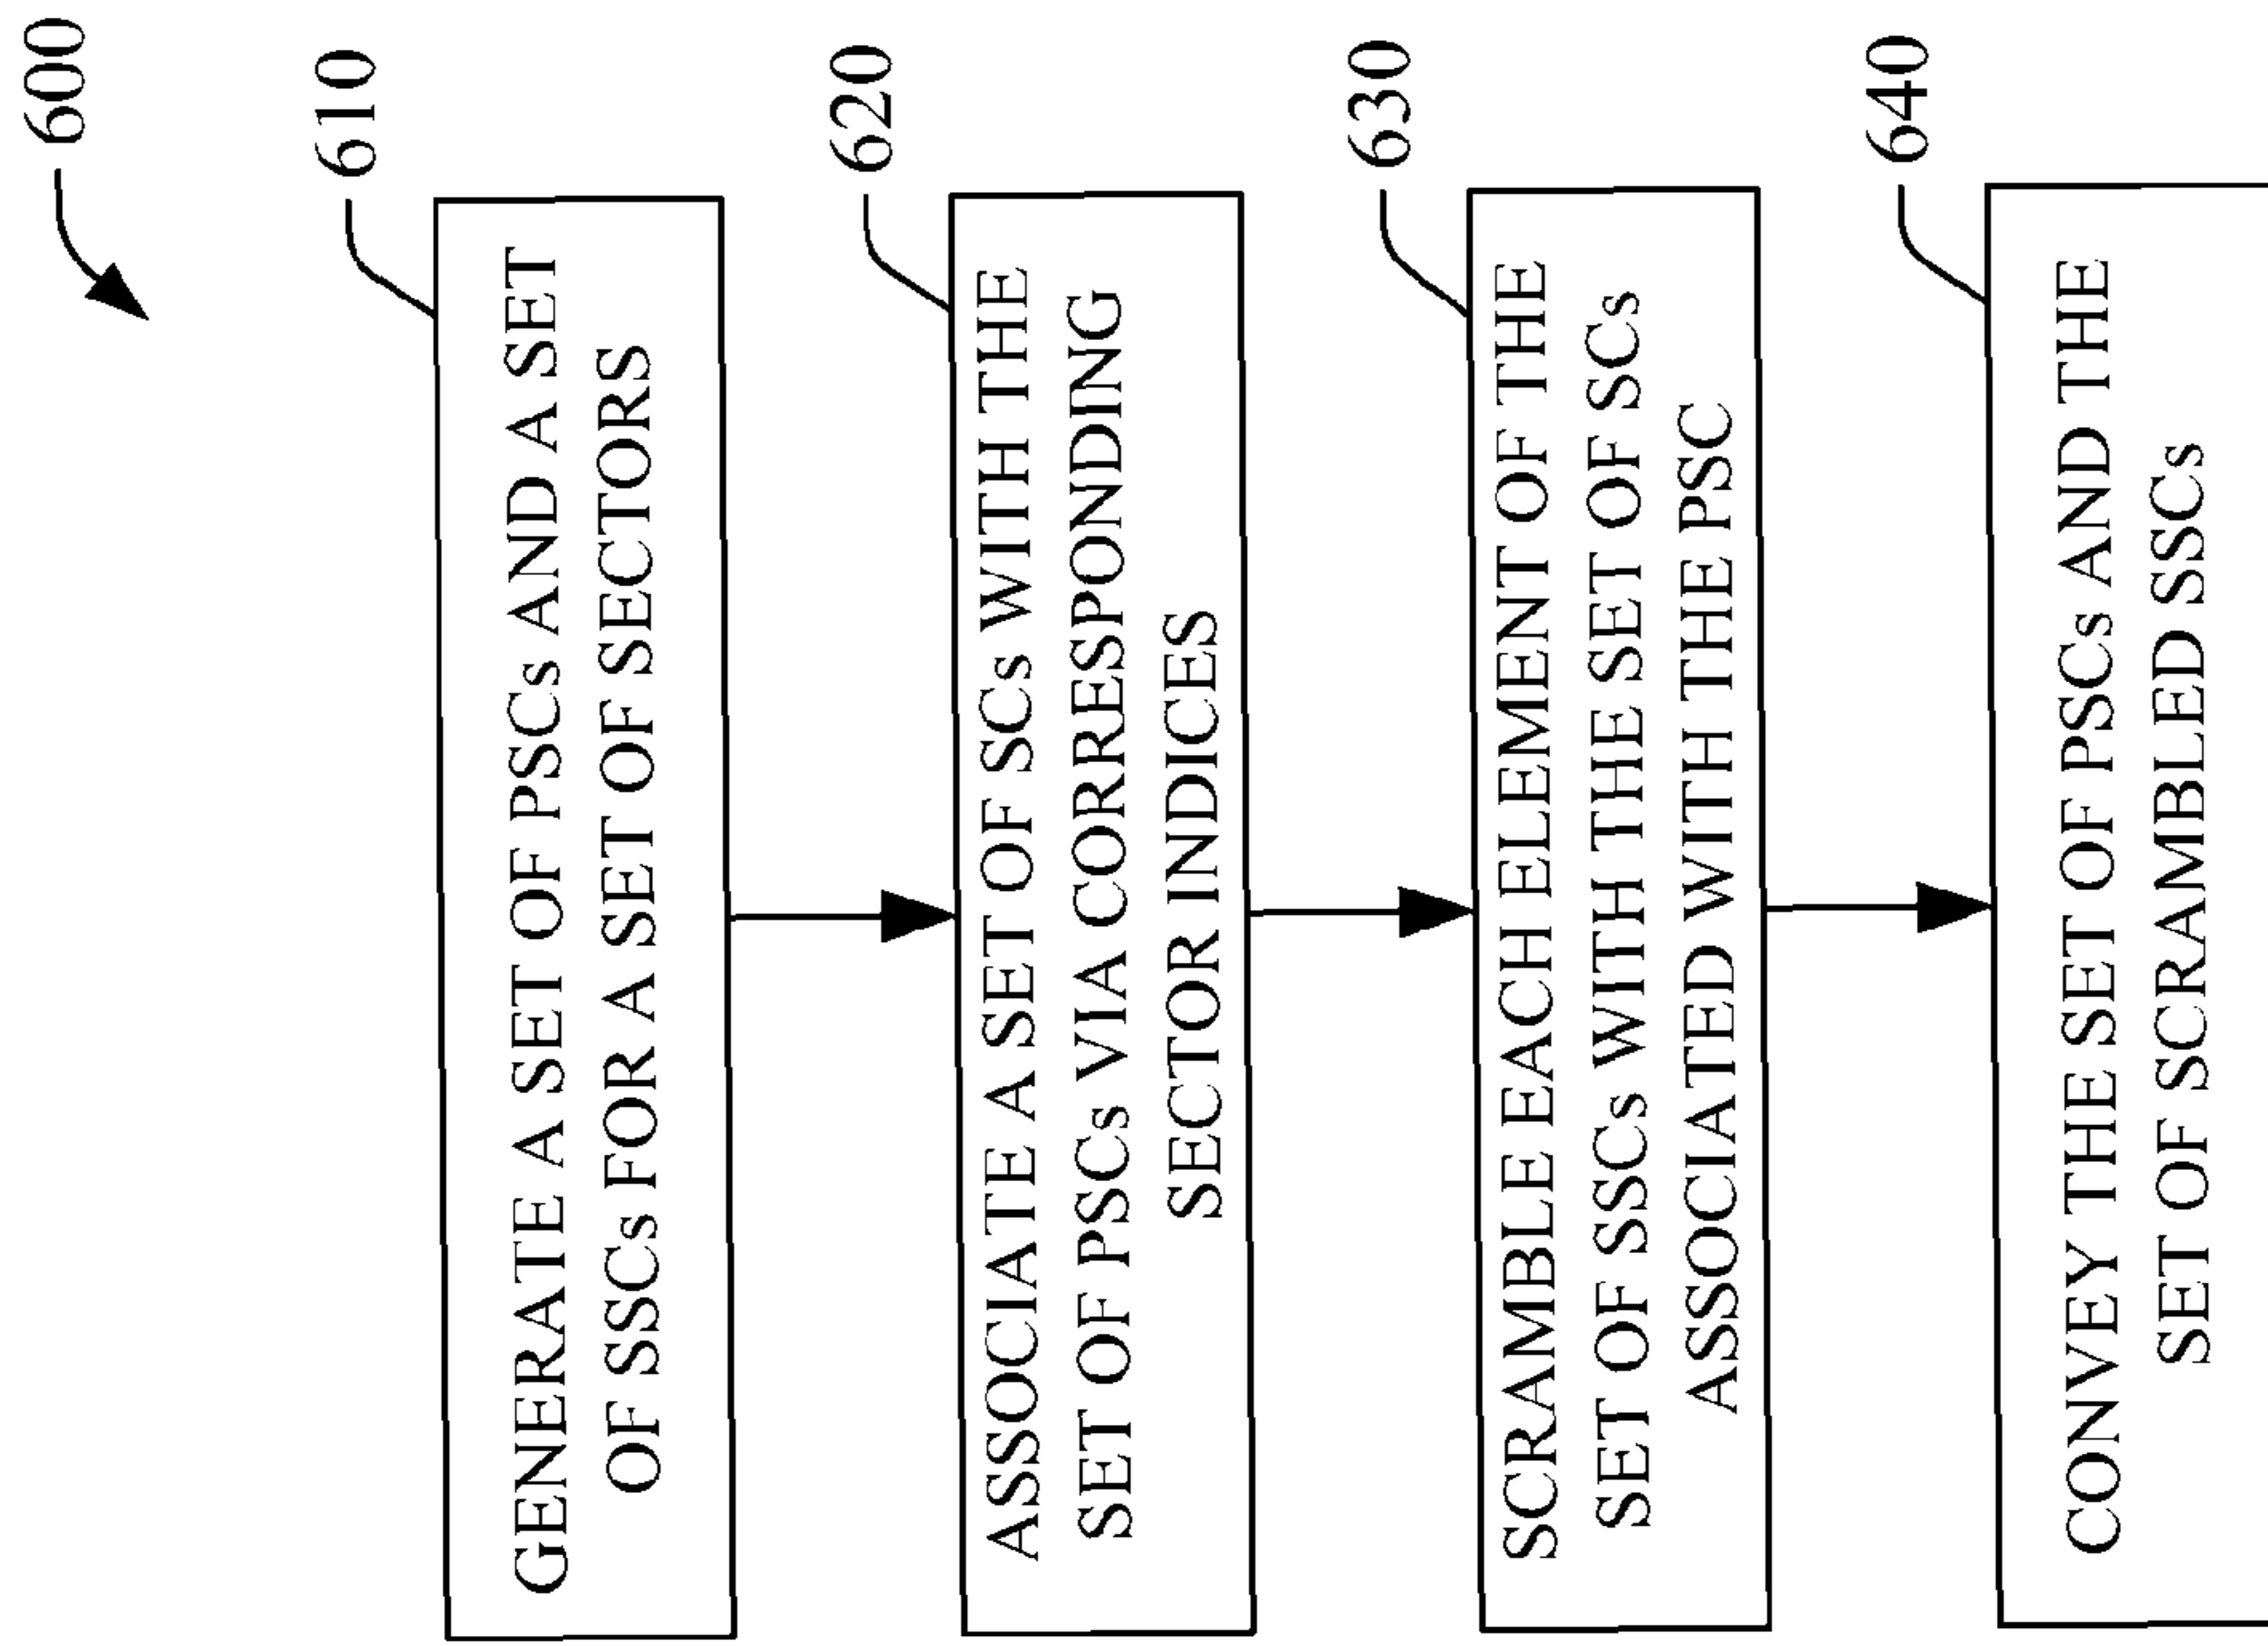 600
610
GENERATE A SET OF PSCs AND A SET
OF SSCs FOR A SET OF SECTORS
620
ASSOCIATE A SET OF SCs WITH THE
SET OF PSCs VIA CORRESPONDING
SECTOR INDICES
630
SCRAMBLE EACH ELEMENT OF THE
SET OF SSCs WITH THE SET OF SCs
ASSOCIATED WITH THE PSC
640
CONVEY THE SET OF PSCs AND THE
SET OF SCRAMBLED SSCs